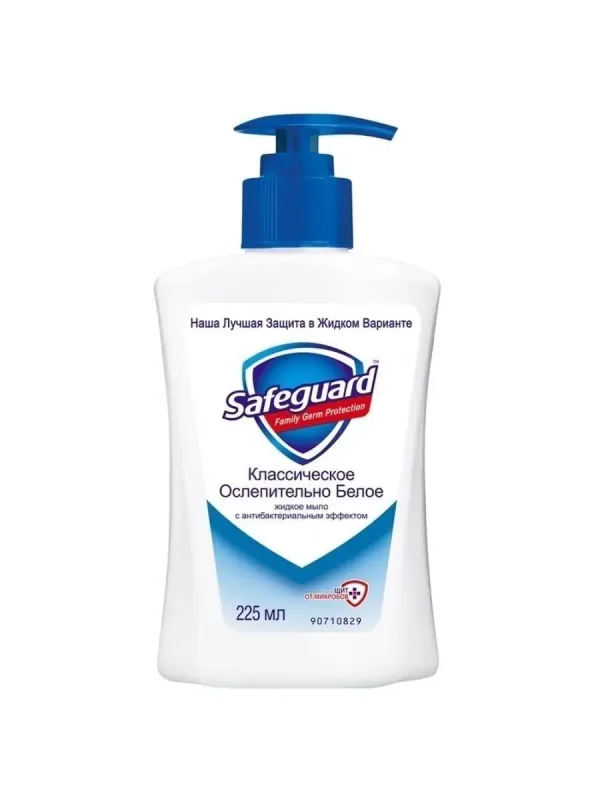 Наша Лучшая Защита в Жидком Варианте
Safeguard™
Family Germ Protection
Классическое
Ослепительно Белое
жидкое мыло
с антибактериальным эффектом
ЩИТ
ОТ МИКРОБОВ
225 мл
90710829